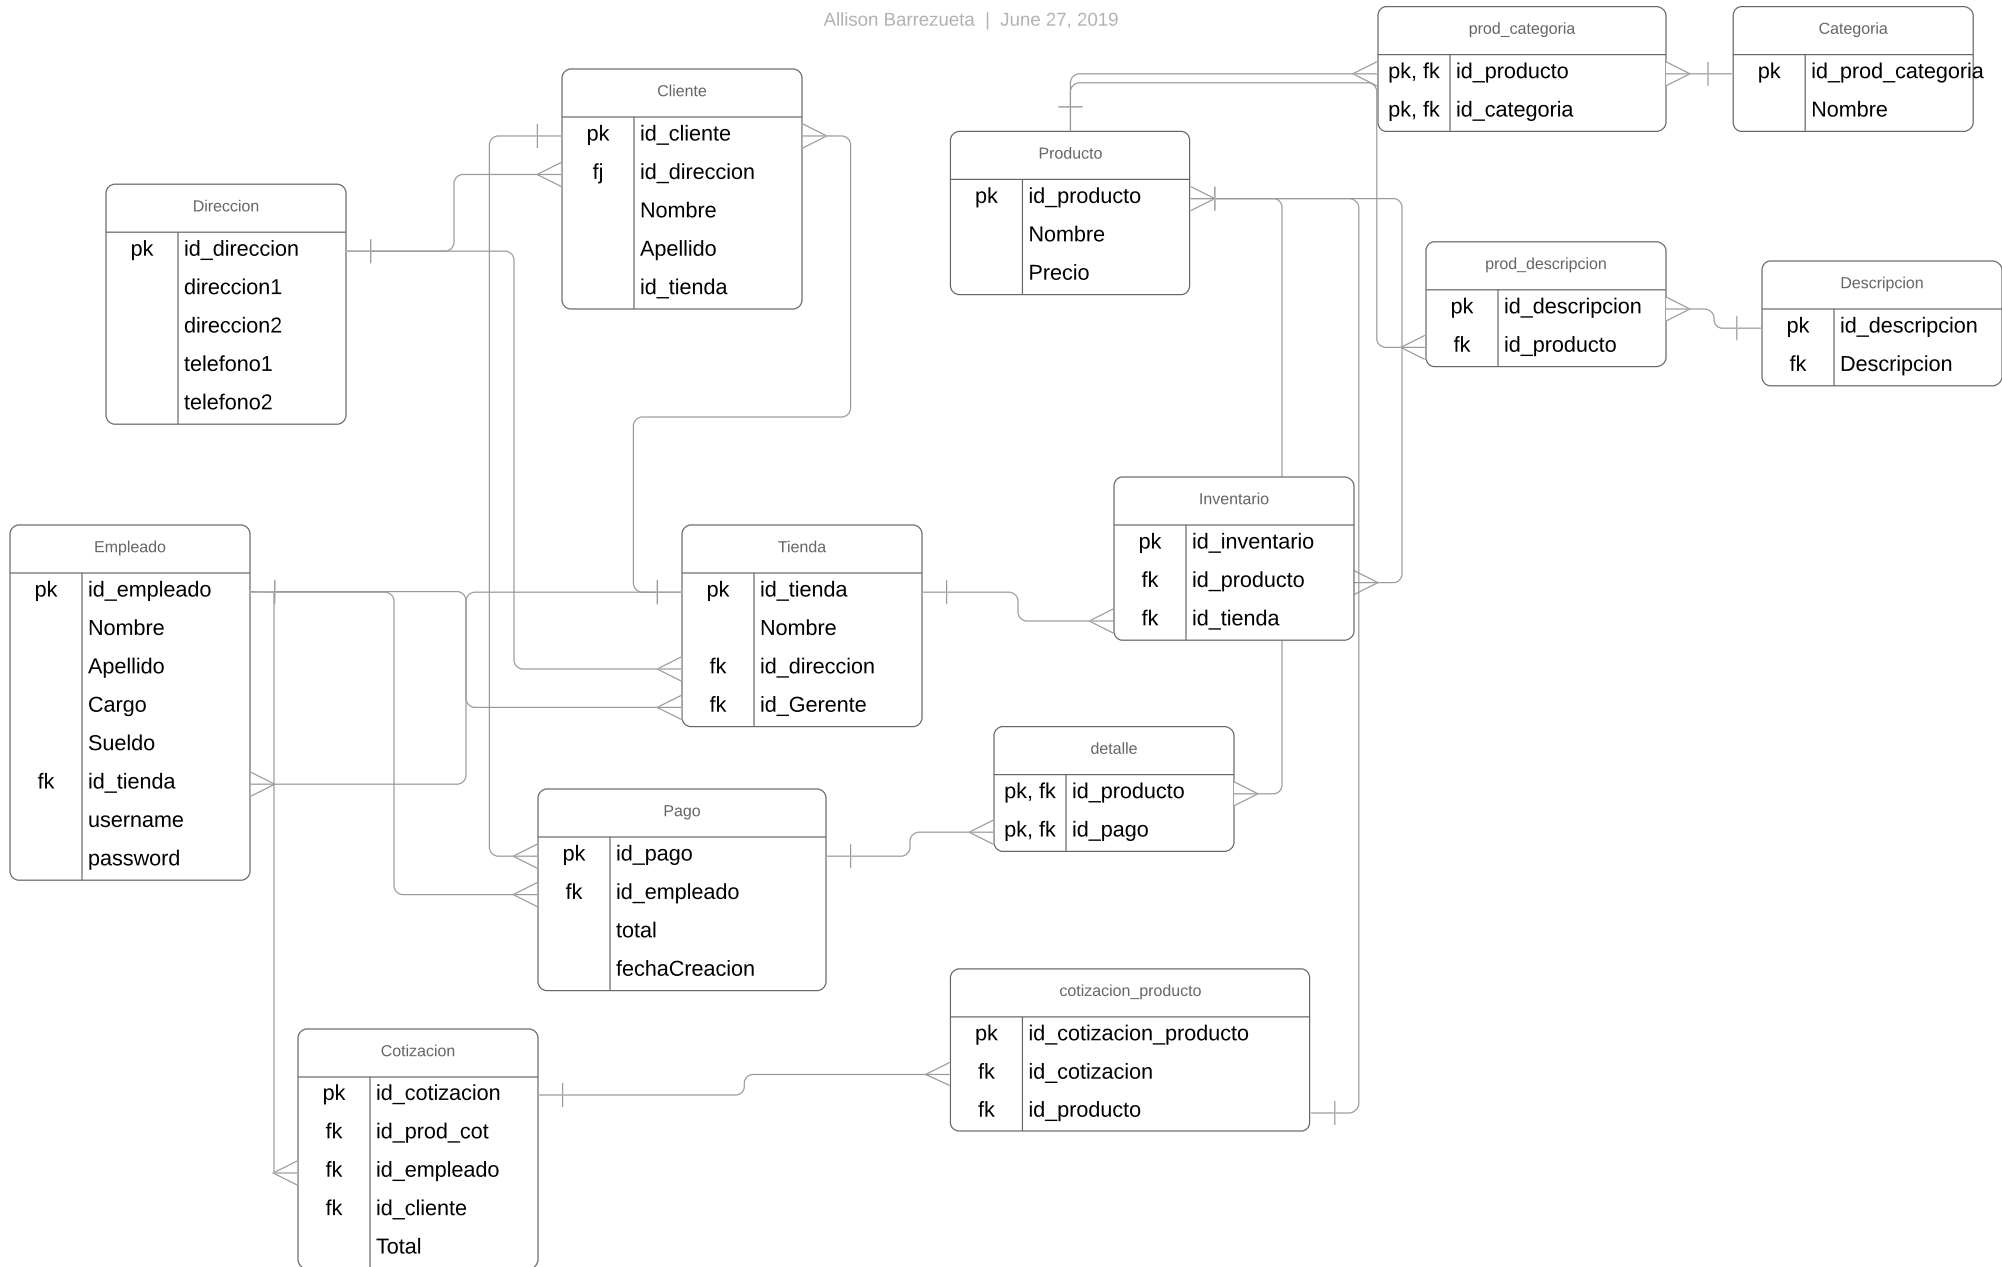 Allison Barrezueta | June 27, 2019
prod_categoria
pk, fk id_producto
pk, fk id_categoria
Categoria
pk id_prod_categoria
Nombre
Cliente
pk id_cliente
fj id_direccion
Nombre
Apellido
id_tienda
Producto
pk id_producto
Nombre
Precio
Direccion
pk id_direccion
direccion1
direccion2
telefono1
telefono2
prod_descripcion
pk id_descripcion
fk id_producto
Descripcion
pk id_descripcion
fk Descripcion
Inventario
pk id_inventario
fk id_producto
fk id_tienda
Empleado
pk id_empleado
Nombre
Apellido
Cargo
Sueldo
fk id_tienda
username
password
Tienda
pk id_tienda
Nombre
fk id_direccion
fk id_Gerente
detalle
pk, fk id_producto
pk, fk id_pago
Pago
pk id_pago
fk id_empleado
total
fechaCreacion
cotizacion_producto
pk id_cotizacion_producto
fk id_cotizacion
fk id_producto
Cotizacion
pk id_cotizacion
fk id_prod_cot
fk id_empleado
fk id_cliente
Total